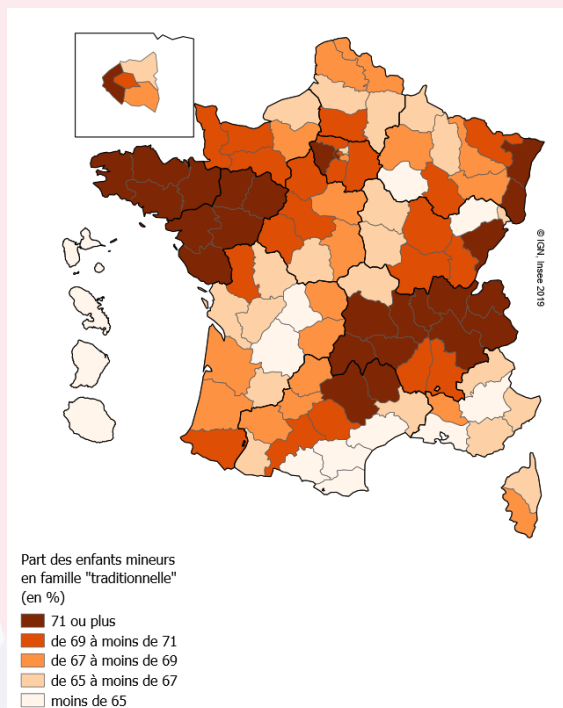 © IGN, Insee 2019
Part des enfants mineurs
en famille "traditionnelle"
(en %)
71 ou plus
de 69 à moins de 71
de 67 à moins de 69
de 65 à moins de 67
moins de 65